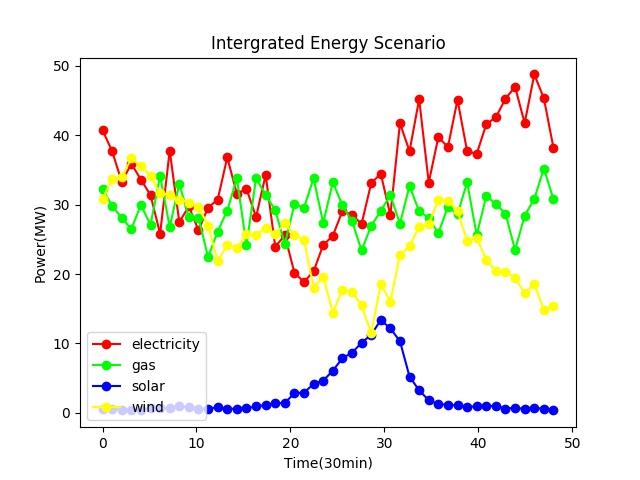 Intergrated Energy Scenario
Power(MW)
50
40
30
20
10
0
electricity
gas
solar
wind
0 10 20 30 40 50
Time(30min)